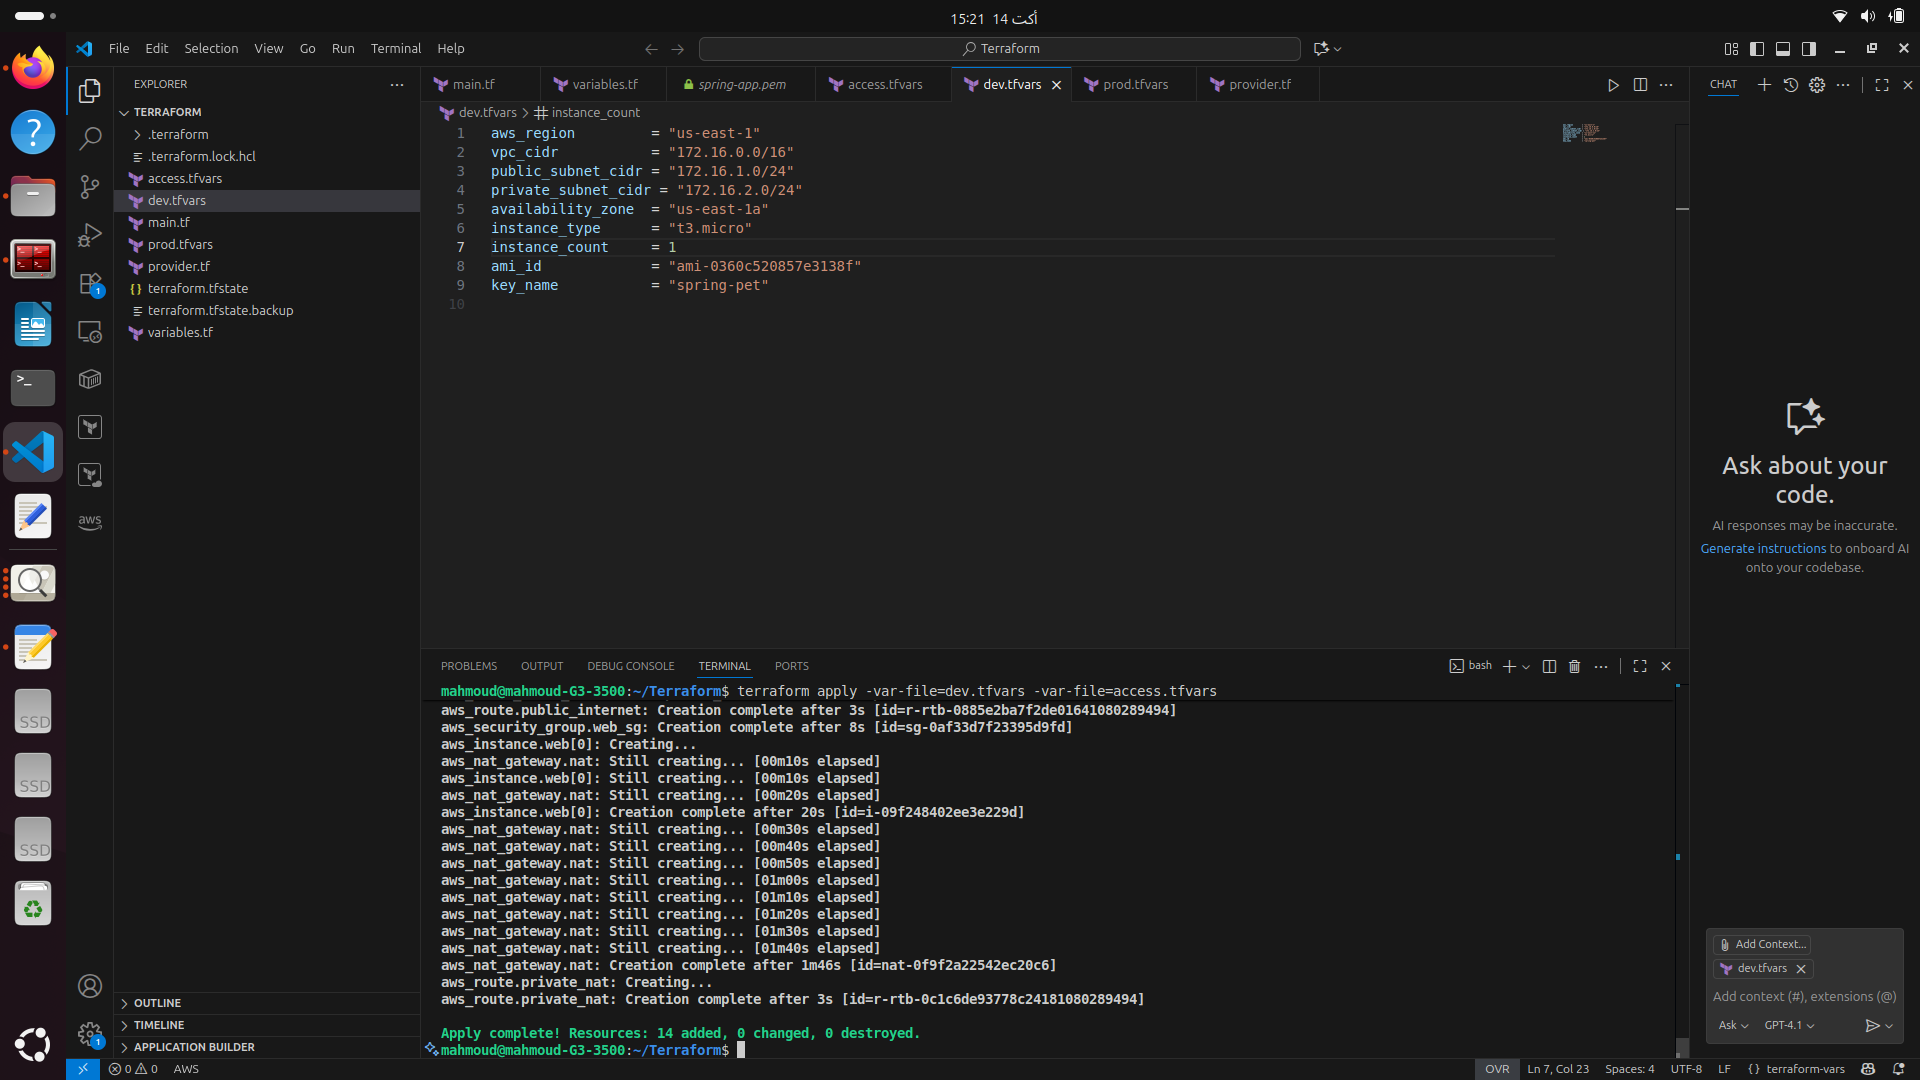 15:21 14 أكت
File Edit Selection View Go Run Terminal Help
Terraform
EXPLORER
TERRAFORM
.terraform
.terraform.lock.hcl
access.tfvars
dev.tfvars
main.tf
prod.tfvars
provider.tf
terraform.tfstate
terraform.tfstate.backup
variables.tf
OUTLINE
TIMELINE
APPLICATION BUILDER
main.tf variables.tf spring-app.pem access.tfvars dev.tfvars prod.tfvars provider.tf
dev.tfvars > instance_count
1 aws_region = "us-east-1"
2 vpc_cidr = "172.16.0.0/16"
3 public_subnet_cidr = "172.16.1.0/24"
4 private_subnet_cidr = "172.16.2.0/24"
5 availability_zone = "us-east-1a"
6 instance_type = "t3.micro"
7 instance_count = 1
8 ami_id = "ami-0360c520857e3138f"
9 key_name = "spring-pet"
10
PROBLEMS OUTPUT DEBUG CONSOLE TERMINAL PORTS
bash
mahmoud@mahmoud-G3-3500:~/Terraform$ terraform apply -var-file=dev.tfvars -var-file=access.tfvars
aws_route.public_internet: Creation complete after 3s [id=r-rtb-0885e2ba7f2de01641080289494]
aws_security_group.web_sg: Creation complete after 8s [id=sg-0af33d7f23395d9fd]
aws_instance.web[0]: Creating...
aws_nat_gateway.nat: Still creating... [00m10s elapsed]
aws_instance.web[0]: Still creating... [00m10s elapsed]
aws_nat_gateway.nat: Still creating... [00m20s elapsed]
aws_instance.web[0]: Creation complete after 20s [id=i-09f248402ee3e229d]
aws_nat_gateway.nat: Still creating... [00m30s elapsed]
aws_nat_gateway.nat: Still creating... [00m40s elapsed]
aws_nat_gateway.nat: Still creating... [00m50s elapsed]
aws_nat_gateway.nat: Still creating... [01m00s elapsed]
aws_nat_gateway.nat: Still creating... [01m10s elapsed]
aws_nat_gateway.nat: Still creating... [01m20s elapsed]
aws_nat_gateway.nat: Still creating... [01m30s elapsed]
aws_nat_gateway.nat: Still creating... [01m40s elapsed]
aws_nat_gateway.nat: Creation complete after 1m46s [id=nat-0f9f2a22542ec20c6]
aws_route.private_nat: Creating...
aws_route.private_nat: Creation complete after 3s [id=r-rtb-0c1c6de93778c24181080289494]
Apply complete! Resources: 14 added, 0 changed, 0 destroyed.
mahmoud@mahmoud-G3-3500:~/Terraform$
CHAT
Ask about your
code.
AI responses may be inaccurate.
Generate instructions to onboard AI
onto your codebase.
Add Context...
dev.tfvars
Add context (#), extensions (@)
Ask GPT-4.1
aws
1
1
SSD
SSD
SSD
0 0 AWS
OVR Ln 7, Col 23 Spaces: 4 UTF-8 LF {} terraform-vars